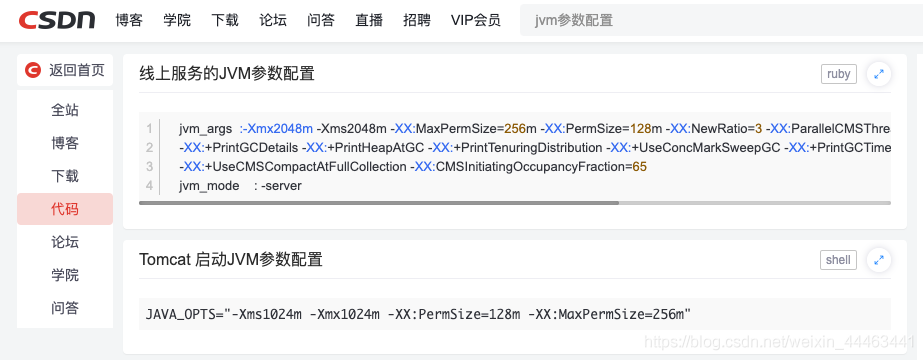 CSDN 博客 学院 下载 论坛 问答 直播 招聘 VIP会员 jvm参数配置
返回首页
全站
博客
下载
代码
论坛
学院
问答
线上服务的JVM参数配置 ruby
1 jvm_args :-Xmx2048m -Xms2048m -XX:MaxPermSize=256m -XX:PermSize=128m -XX:NewRatio=3 -XX:ParallelCMSThre
2 -XX:+PrintGCDetails -XX:+PrintHeapAtGC -XX:+PrintTenuringDistribution -XX:+UseConcMarkSweepGC -XX:+PrintGCTime
3 -XX:+UseCMSCompactAtFullCollection -XX:CMSInitiatingOccupancyFraction=65
4 jvm_mode : -server
Tomcat 启动JVM参数配置 shell
JAVA_OPTS="-Xms1024m -Xmx1024m -XX:PermSize=128m -XX:MaxPermSize=256m"
https://blog.csdn.net/weixin_44463441